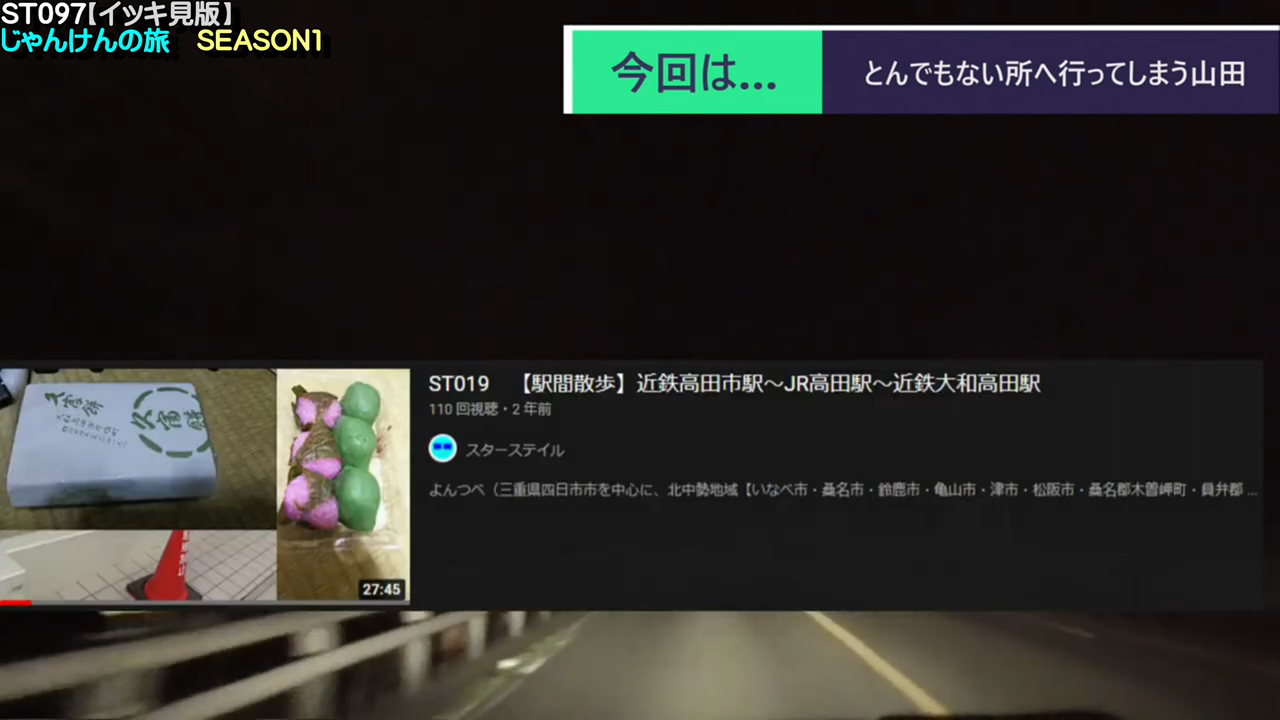 ST097【イッキ見版】
じゃんけんの旅 SEASON1
今回は...
とんでもない所へ行ってしまう山田
久富餅
27:45
ST019 【駅間散歩】近鉄高田市駅～JR高田駅～近鉄大和高田駅
110 回視聴・2 年前
スターステイル
よんつべ（三重県四日市市を中心に、北中勢地域【いなべ市・桑名市・鈴鹿市・亀山市・津市・松阪市・桑名郡木曽岬町・員弁郡 ...